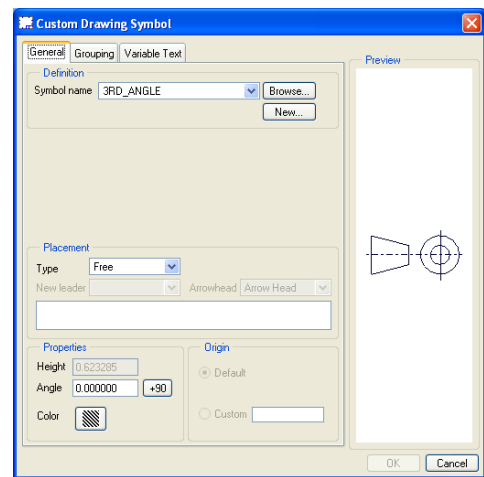 Custom Drawing Symbol
General Grouping Variable Text
Preview
Definition
Symbol name 3RD_ANGLE Browse...
New...
Placement
Type Free
New leader Arrowhead Arrow Head
Properties
Origin
Height 0.623285
Default
Angle 0.000000 +90
Color
Custom
OK Cancel